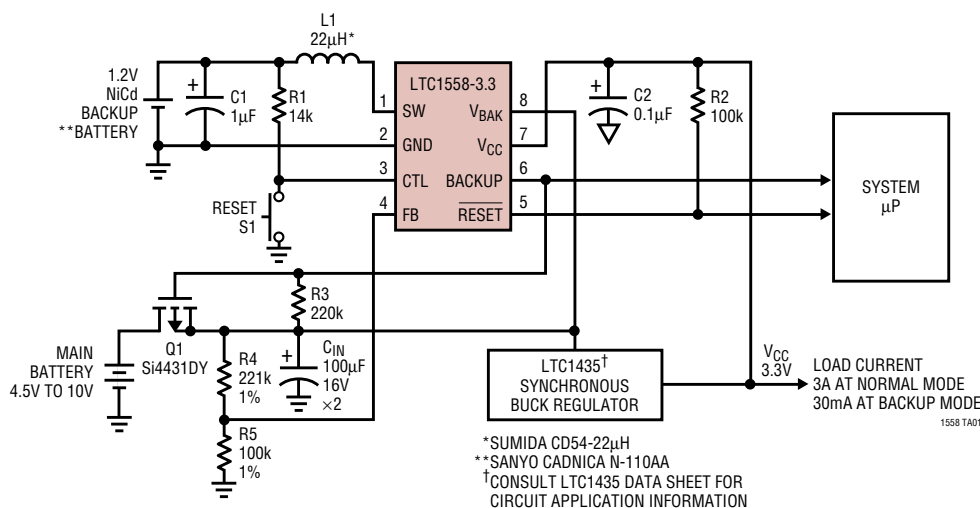 L1
22µH*
1.2V
NiCd
BACKUP
**BATTERY
+
C1
1µF
R1
14k
LTC1558-3.3
1
SW
2
GND
3
CTL
4
FB
8
VBAK
7
VCC
6
BACKUP
5
RESET
+
C2
0.1µF
R2
100k
SYSTEM
µP
RESET
S1
R3
220k
Q1
Si4431DY
MAIN
BATTERY
4.5V TO 10V
R4
221k
1%
+
CIN
100µF
16V
×2
R5
100k
1%
LTC1435†
SYNCHRONOUS
BUCK REGULATOR
VCC
3.3V
LOAD CURRENT
3A AT NORMAL MODE
30mA AT BACKUP MODE
1558 TA01
*SUMIDA CD54-22µH
**SANYO CADNICA N-110AA
†CONSULT LTC1435 DATA SHEET FOR
CIRCUIT APPLICATION INFORMATION